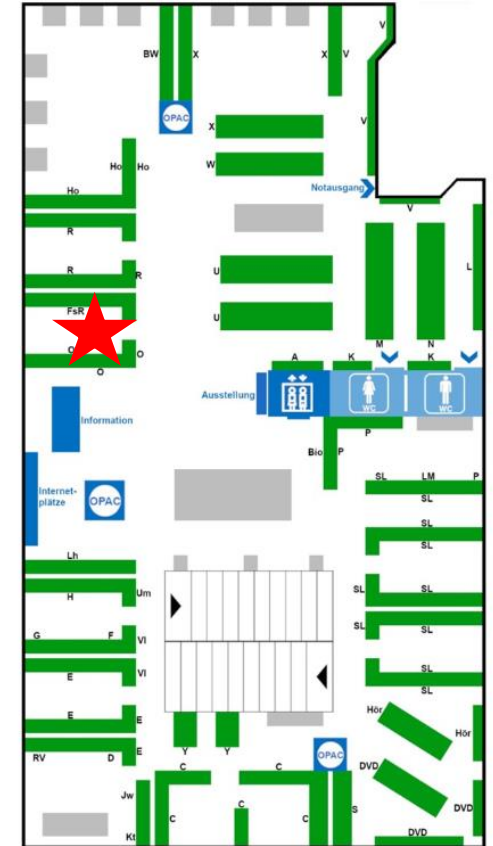 V
BW
X
X
V
OPAC
X
V
Ho
Ho
W
Notausgang
Ho
V
R
R
R
U
L
FsR
U
O
O
M
N
O
A
K
K
Ausstellung
WC
WC
Information
P
Bio
P
SL
LM
P
SL
Internet-
plätze
OPAC
SL
SL
Lh
H
Um
SL
SL
G
F
VI
SL
SL
E
VI
SL
SL
E
E
Hör
Hör
RV
D
E
Y
Y
OPAC
DVD
C
C
Jw
C
C
C
S
DVD
Kt
DVD